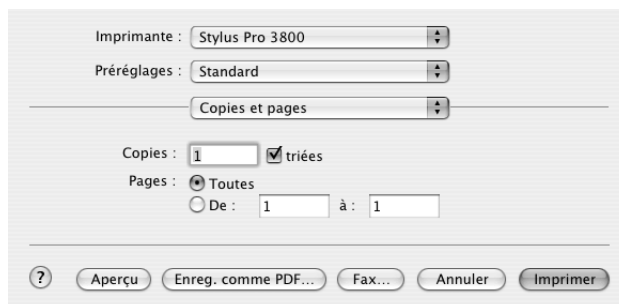 Imprimante : Stylus Pro 3800
Préréglages : Standard
Copies et pages
Copies : 1 triées
Pages : Toutes
De : 1 à : 1
? Aperçu Enreg. comme PDF... Fax... Annuler Imprimer